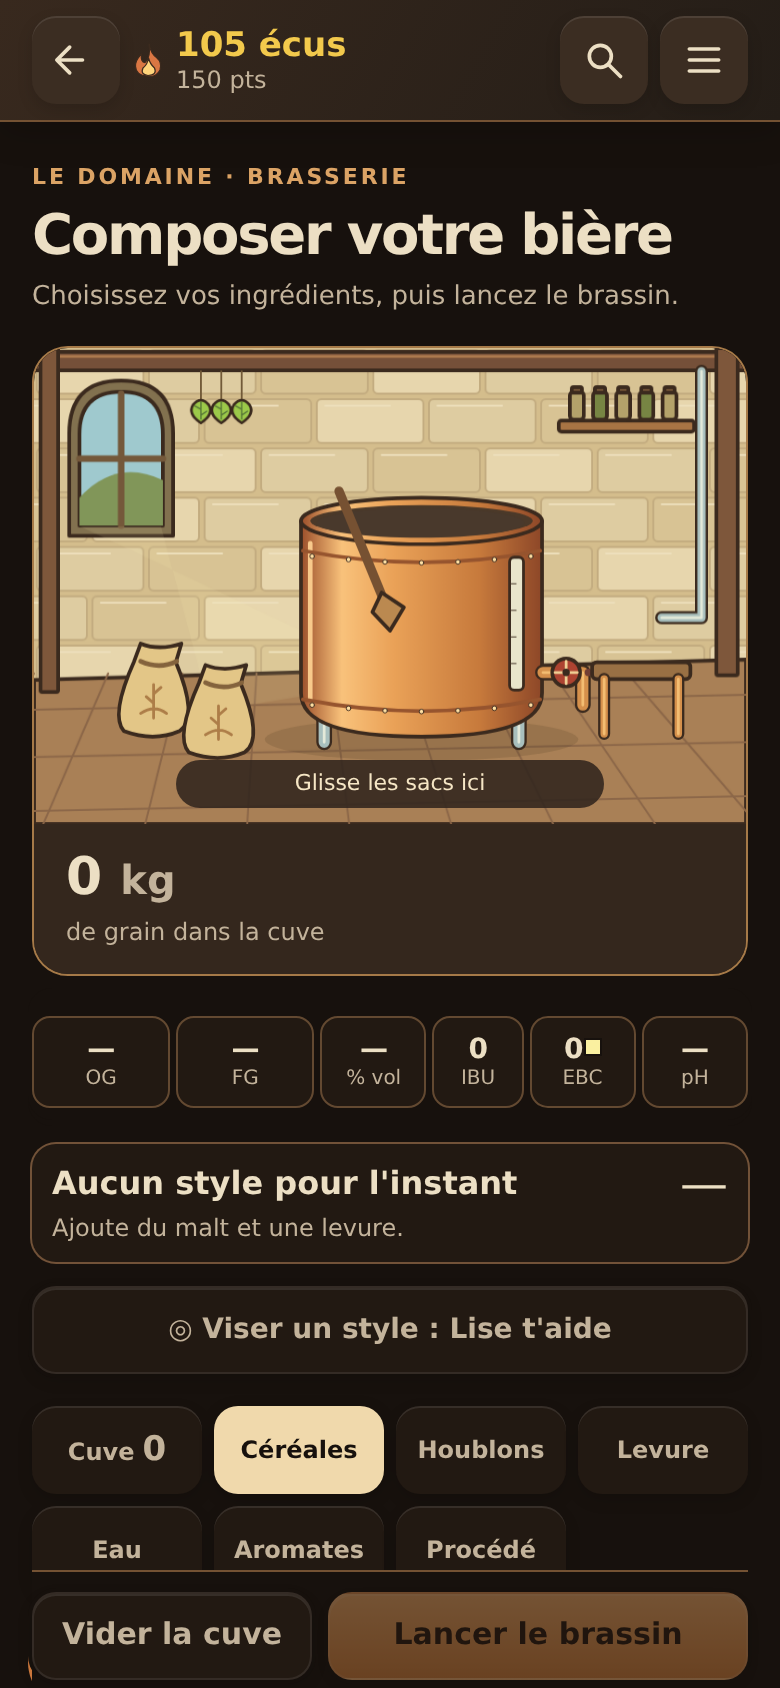 105 écus
150 pts
LE DOMAINE · BRASSERIE
Composer votre bière
Choisissez vos ingrédients, puis lancez le brassin.
Glisse les sacs ici
0 kg
de grain dans la cuve
— — — 0 0 —
OG FG % vol IBU EBC pH
Aucun style pour l'instant —
Ajoute du malt et une levure.
◎ Viser un style : Lise t'aide
Cuve 0 Céréales Houblons Levure
Eau Aromates Procédé
Vider la cuve Lancer le brassin